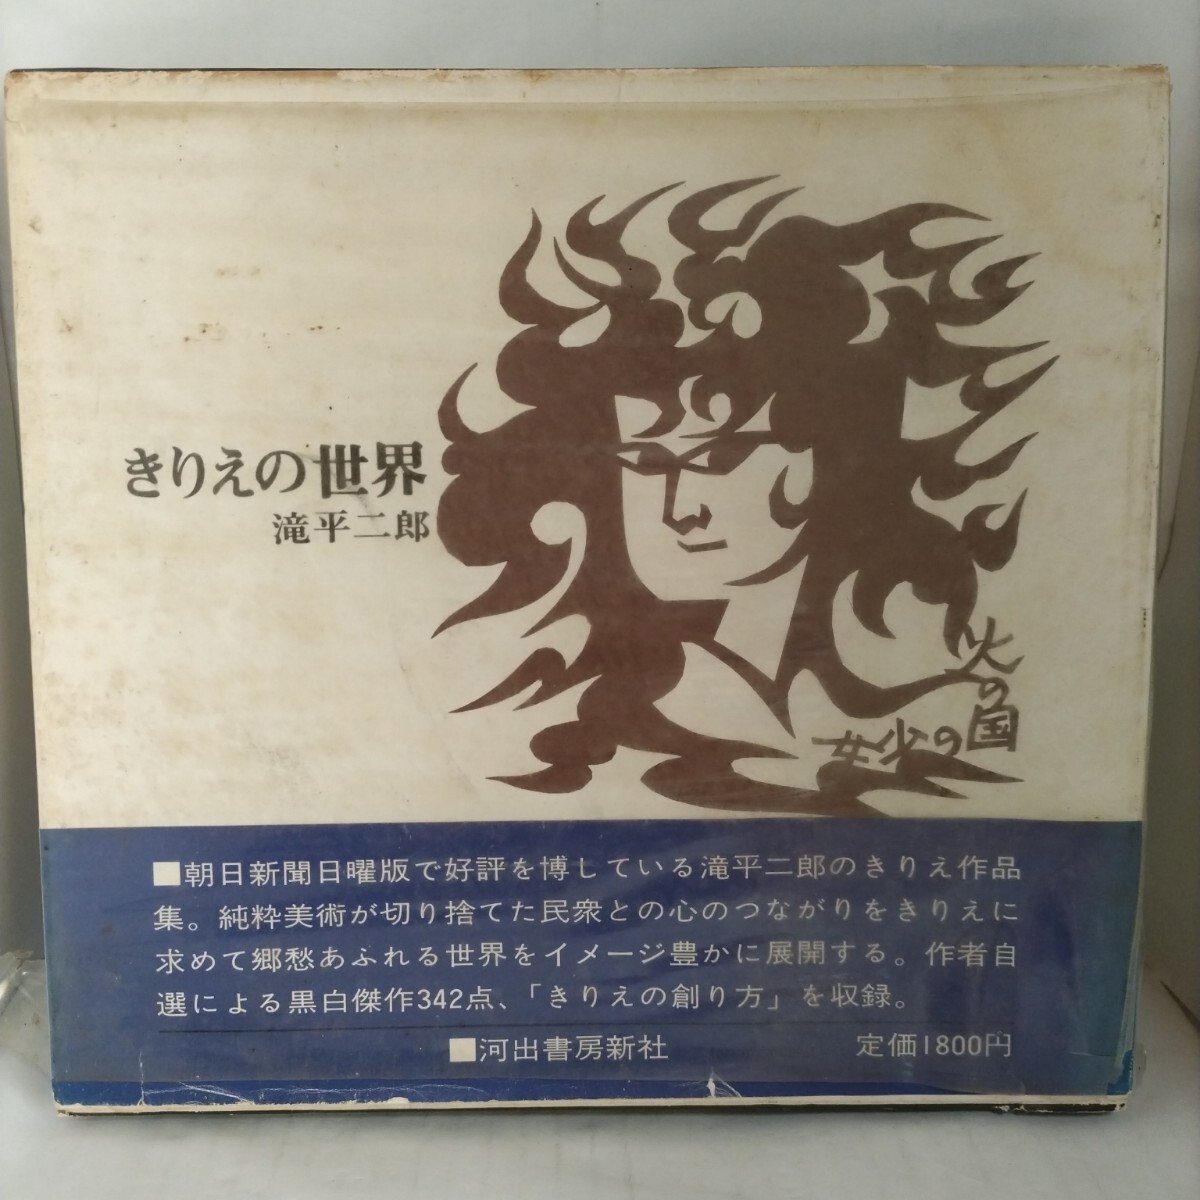 きりえの世界
滝平二郎
火の国
の少女
■朝日新聞日曜版で好評を博している滝平二郎のきりえ作品
集。純粋美術が切り捨てた民衆との心のつながりをきりえに
求めて郷愁あふれる世界をイメージ豊かに展開する。作者自
選による黒白傑作342点、「きりえの創り方」を収録。
■河出書房新社 定価1800円